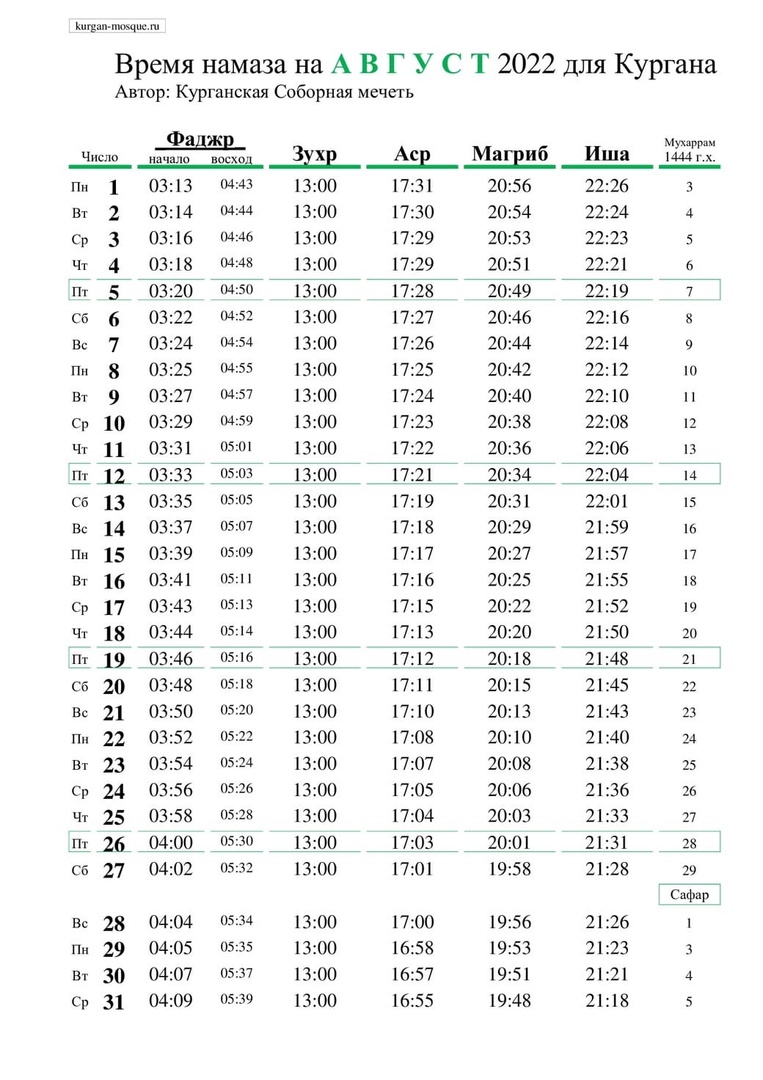 kurgan-mosque.ru
Время намаза на АВГУСТ 2022 для Кургана
Автор: Курганская Соборная мечеть
Число Фаджр начало восход Зухр Аср Магриб Иша Мухаррам 1444 г.х.
Пн 1 03:13 04:43 13:00 17:31 20:56 22:26 3
Вт 2 03:14 04:44 13:00 17:30 20:54 22:24 4
Ср 3 03:16 04:46 13:00 17:29 20:53 22:23 5
Чт 4 03:18 04:48 13:00 17:29 20:51 22:21 6
Пт 5 03:20 04:50 13:00 17:28 20:49 22:19 7
Сб 6 03:22 04:52 13:00 17:27 20:46 22:16 8
Вс 7 03:24 04:54 13:00 17:26 20:44 22:14 9
Пн 8 03:25 04:55 13:00 17:25 20:42 22:12 10
Вт 9 03:27 04:57 13:00 17:24 20:40 22:10 11
Ср 10 03:29 04:59 13:00 17:23 20:38 22:08 12
Чт 11 03:31 05:01 13:00 17:22 20:36 22:06 13
Пт 12 03:33 05:03 13:00 17:21 20:34 22:04 14
Сб 13 03:35 05:05 13:00 17:19 20:31 22:01 15
Вс 14 03:37 05:07 13:00 17:18 20:29 21:59 16
Пн 15 03:39 05:09 13:00 17:17 20:27 21:57 17
Вт 16 03:41 05:11 13:00 17:16 20:25 21:55 18
Ср 17 03:43 05:13 13:00 17:15 20:22 21:52 19
Чт 18 03:44 05:14 13:00 17:13 20:20 21:50 20
Пт 19 03:46 05:16 13:00 17:12 20:18 21:48 21
Сб 20 03:48 05:18 13:00 17:11 20:15 21:45 22
Вс 21 03:50 05:20 13:00 17:10 20:13 21:43 23
Пн 22 03:52 05:22 13:00 17:08 20:10 21:40 24
Вт 23 03:54 05:24 13:00 17:07 20:08 21:38 25
Ср 24 03:56 05:26 13:00 17:05 20:06 21:36 26
Чт 25 03:58 05:28 13:00 17:04 20:03 21:33 27
Пт 26 04:00 05:30 13:00 17:03 20:01 21:31 28
Сб 27 04:02 05:32 13:00 17:01 19:58 21:28 29
Сафар
Вс 28 04:04 05:34 13:00 17:00 19:56 21:26 1
Пн 29 04:05 05:35 13:00 16:58 19:53 21:23 3
Вт 30 04:07 05:37 13:00 16:57 19:51 21:21 4
Ср 31 04:09 05:39 13:00 16:55 19:48 21:18 5